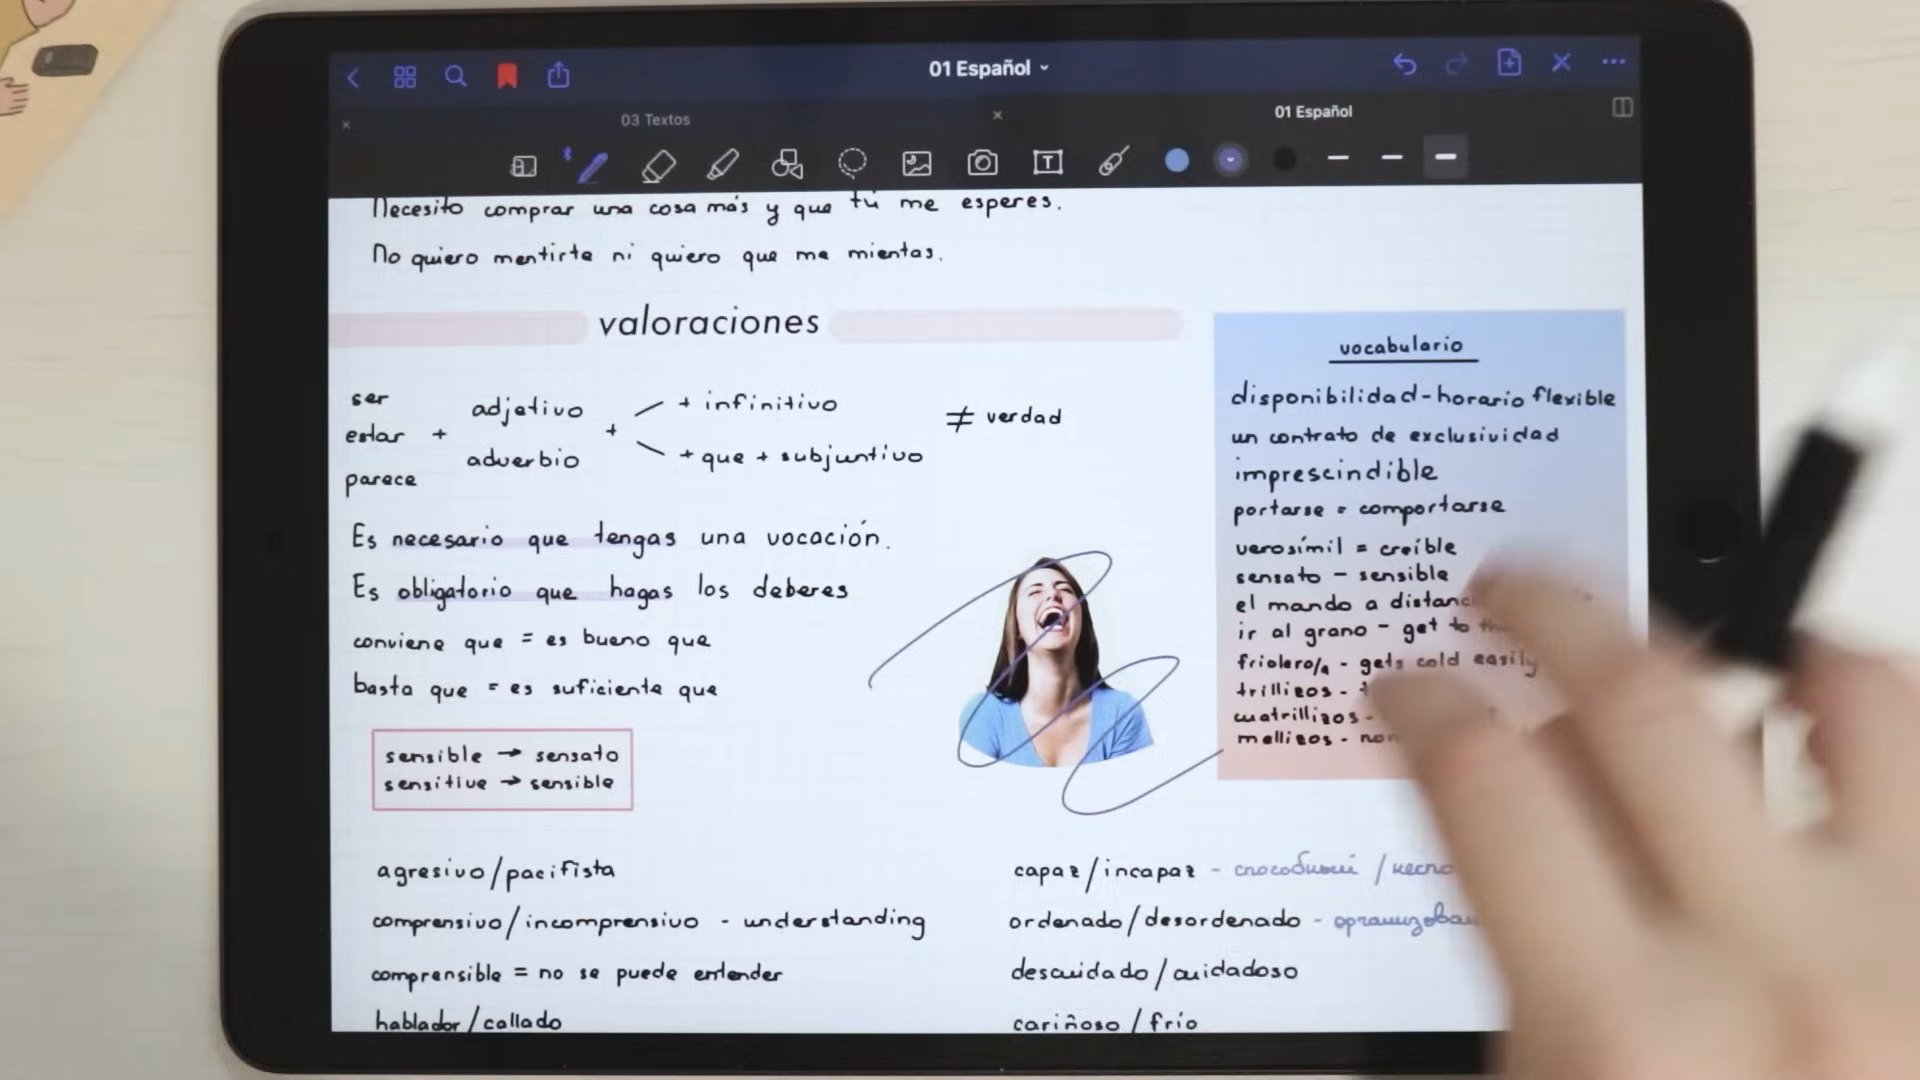 01 Español
03 Textos
01 Español
T
Necesito comprar una cosa más y que tú me esperes.
No quiero mentirte ni quiero que me mientas.
valoraciones
ser
estar
parece
+
adjetivo
adverbio
+
+ infinitivo
+ que + subjuntivo
≠ verdad
Es necesario que tengas una vocación.
Es obligatorio que hagas los deberes
conviene que = es bueno que
basta que = es suficiente que
sensible → sensato
sensitive → sensible
agresivo/pacifista
comprensivo/incomprensivo - understanding
comprensible = no se puede entender
hablador/callado
vocabulario
disponibilidad-horario flexible
un contrato de exclusividad
imprescindible
portarse = comportarse
verosímil = creíble
sensato - sensible
el mando a
ir al grano - get to
friolero/a - gets cold easily
trillizos -
cuatrillizos -
mellizos -
capaz/incapaz - способный /
ordenado/desordenado -
descuidado/cuidadoso
cariñoso/frío